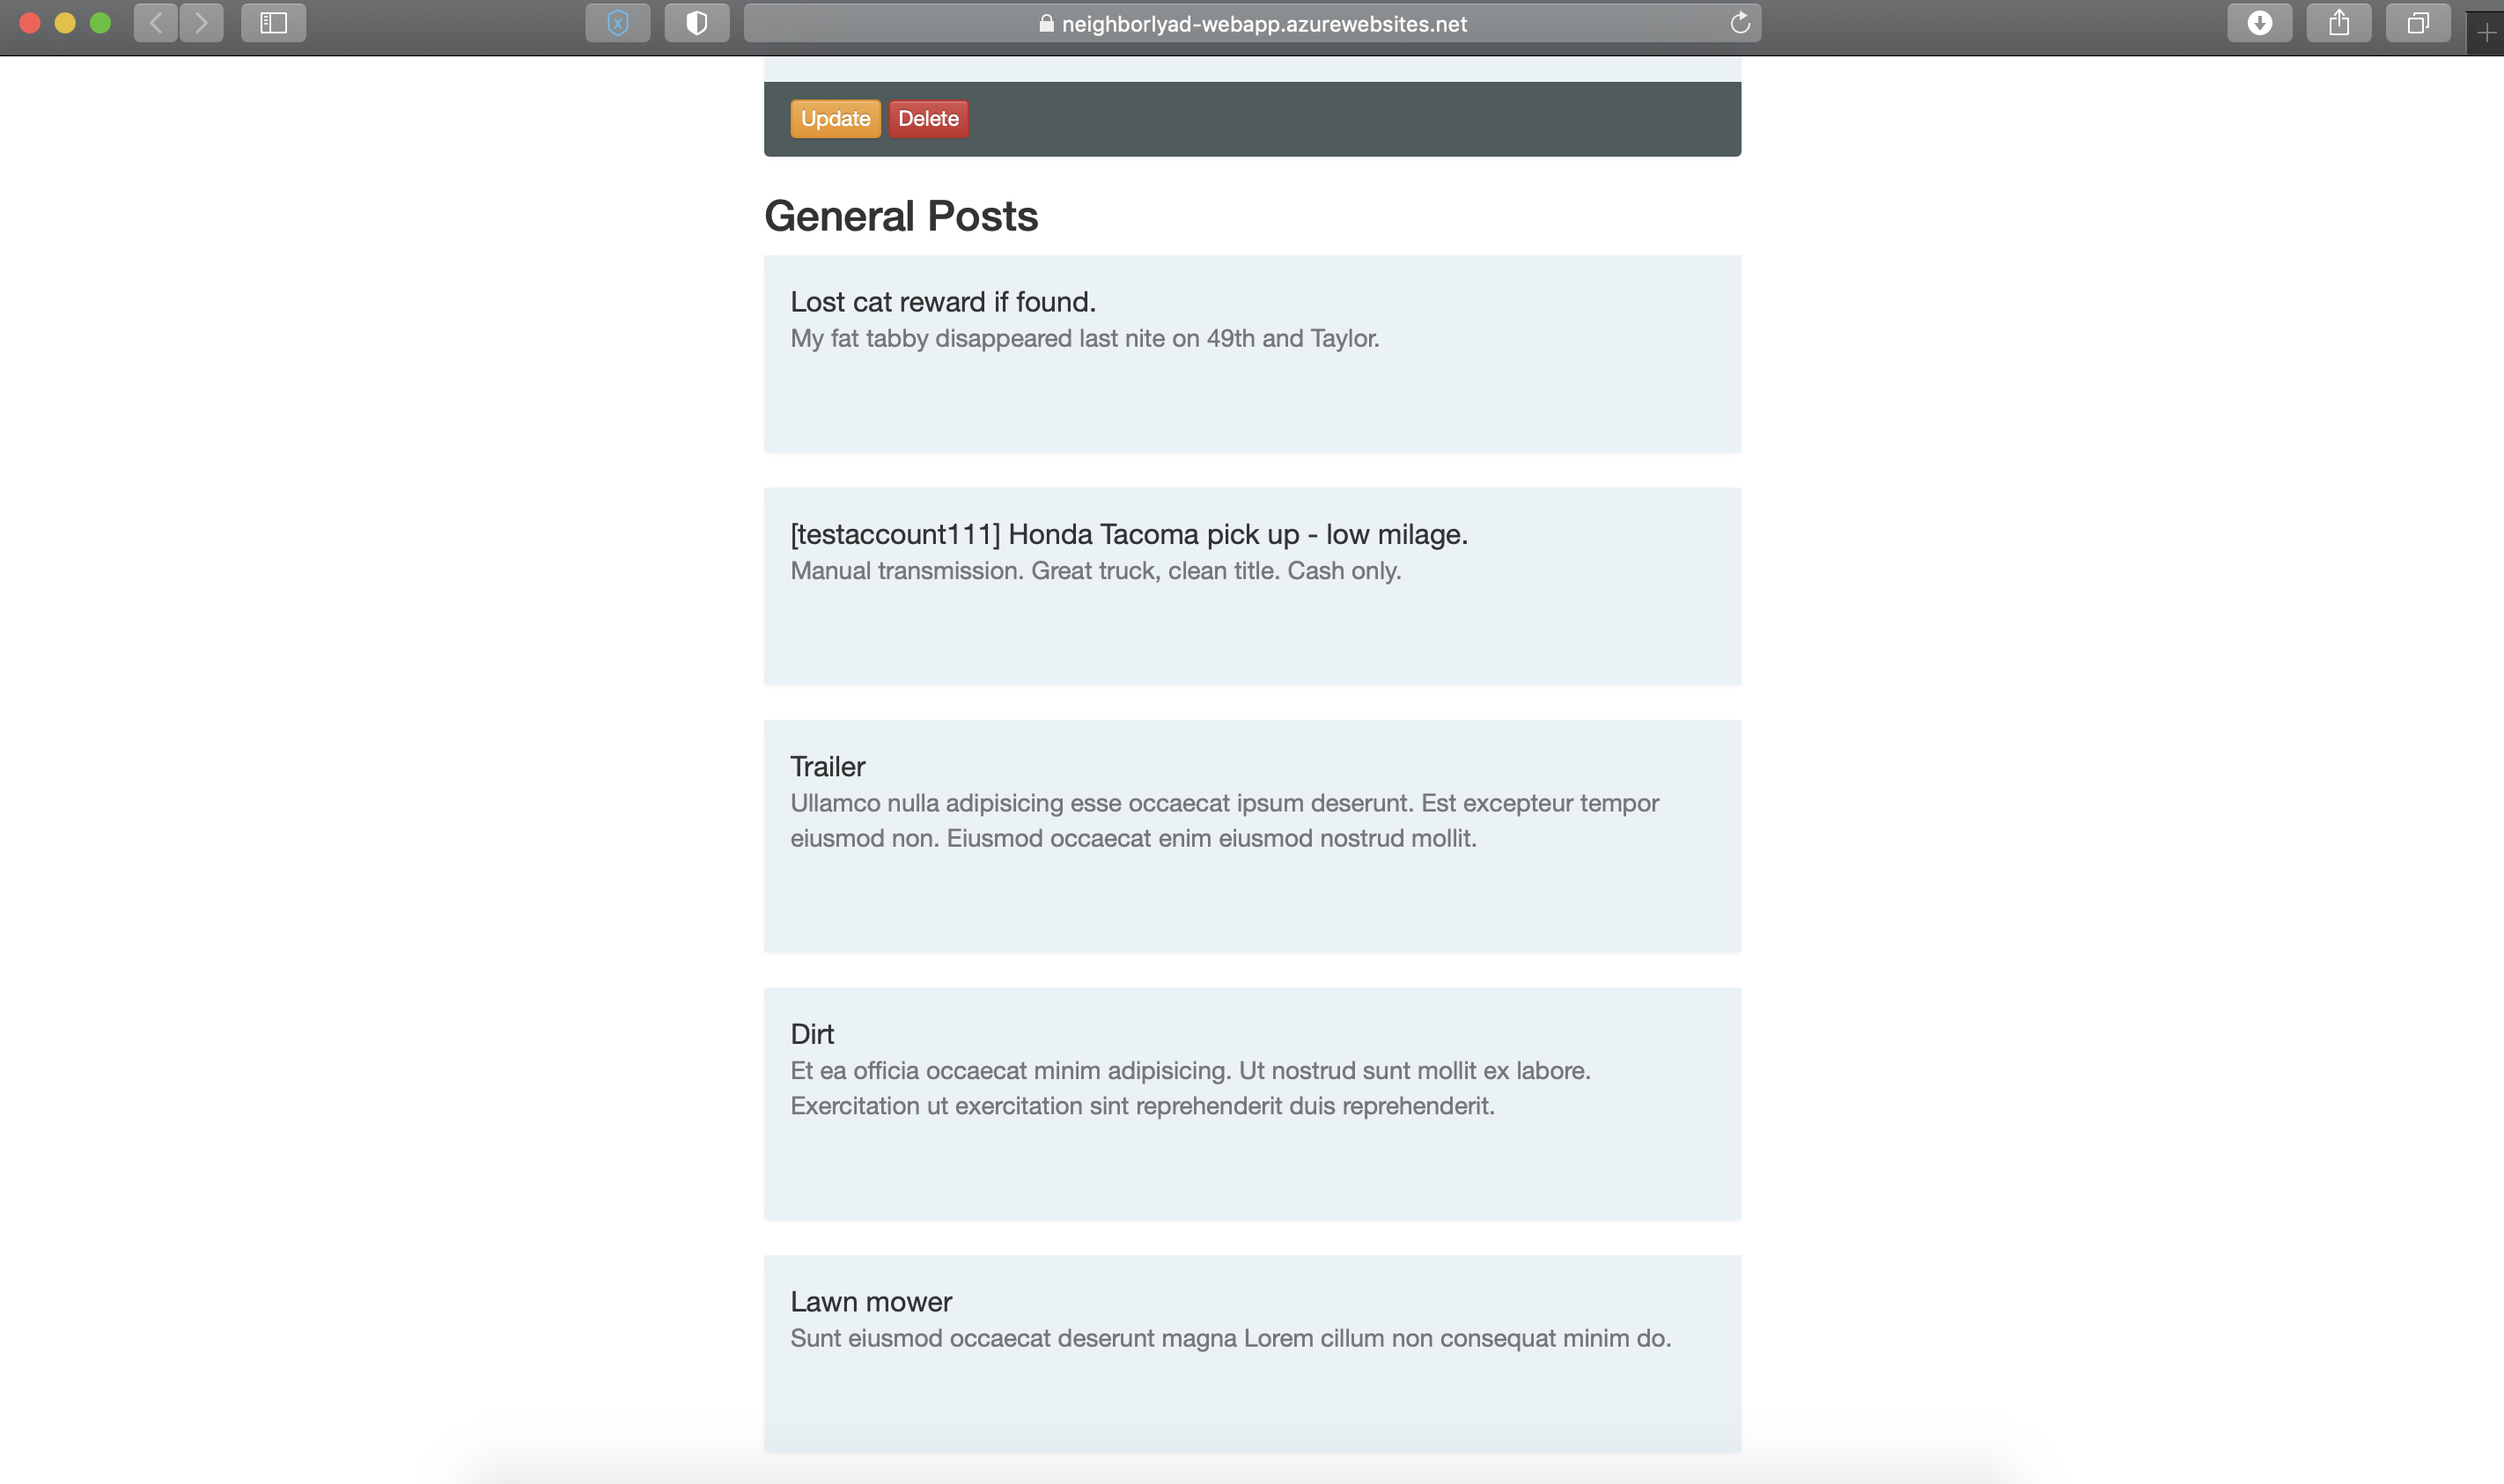 neighborlyad-webapp.azurewebsites.net
Update Delete
General Posts
Lost cat reward if found.
My fat tabby disappeared last nite on 49th and Taylor.
[testaccount111] Honda Tacoma pick up - low milage.
Manual transmission. Great truck, clean title. Cash only.
Trailer
Ullamco nulla adipisicing esse occaecat ipsum deserunt. Est excepteur tempor
eiusmod non. Eiusmod occaecat enim eiusmod nostrud mollit.
Dirt
Et ea officia occaecat minim adipisicing. Ut nostrud sunt mollit ex labore.
Exercitation ut exercitation sint reprehenderit duis reprehenderit.
Lawn mower
Sunt eiusmod occaecat deserunt magna Lorem cillum non consequat minim do.